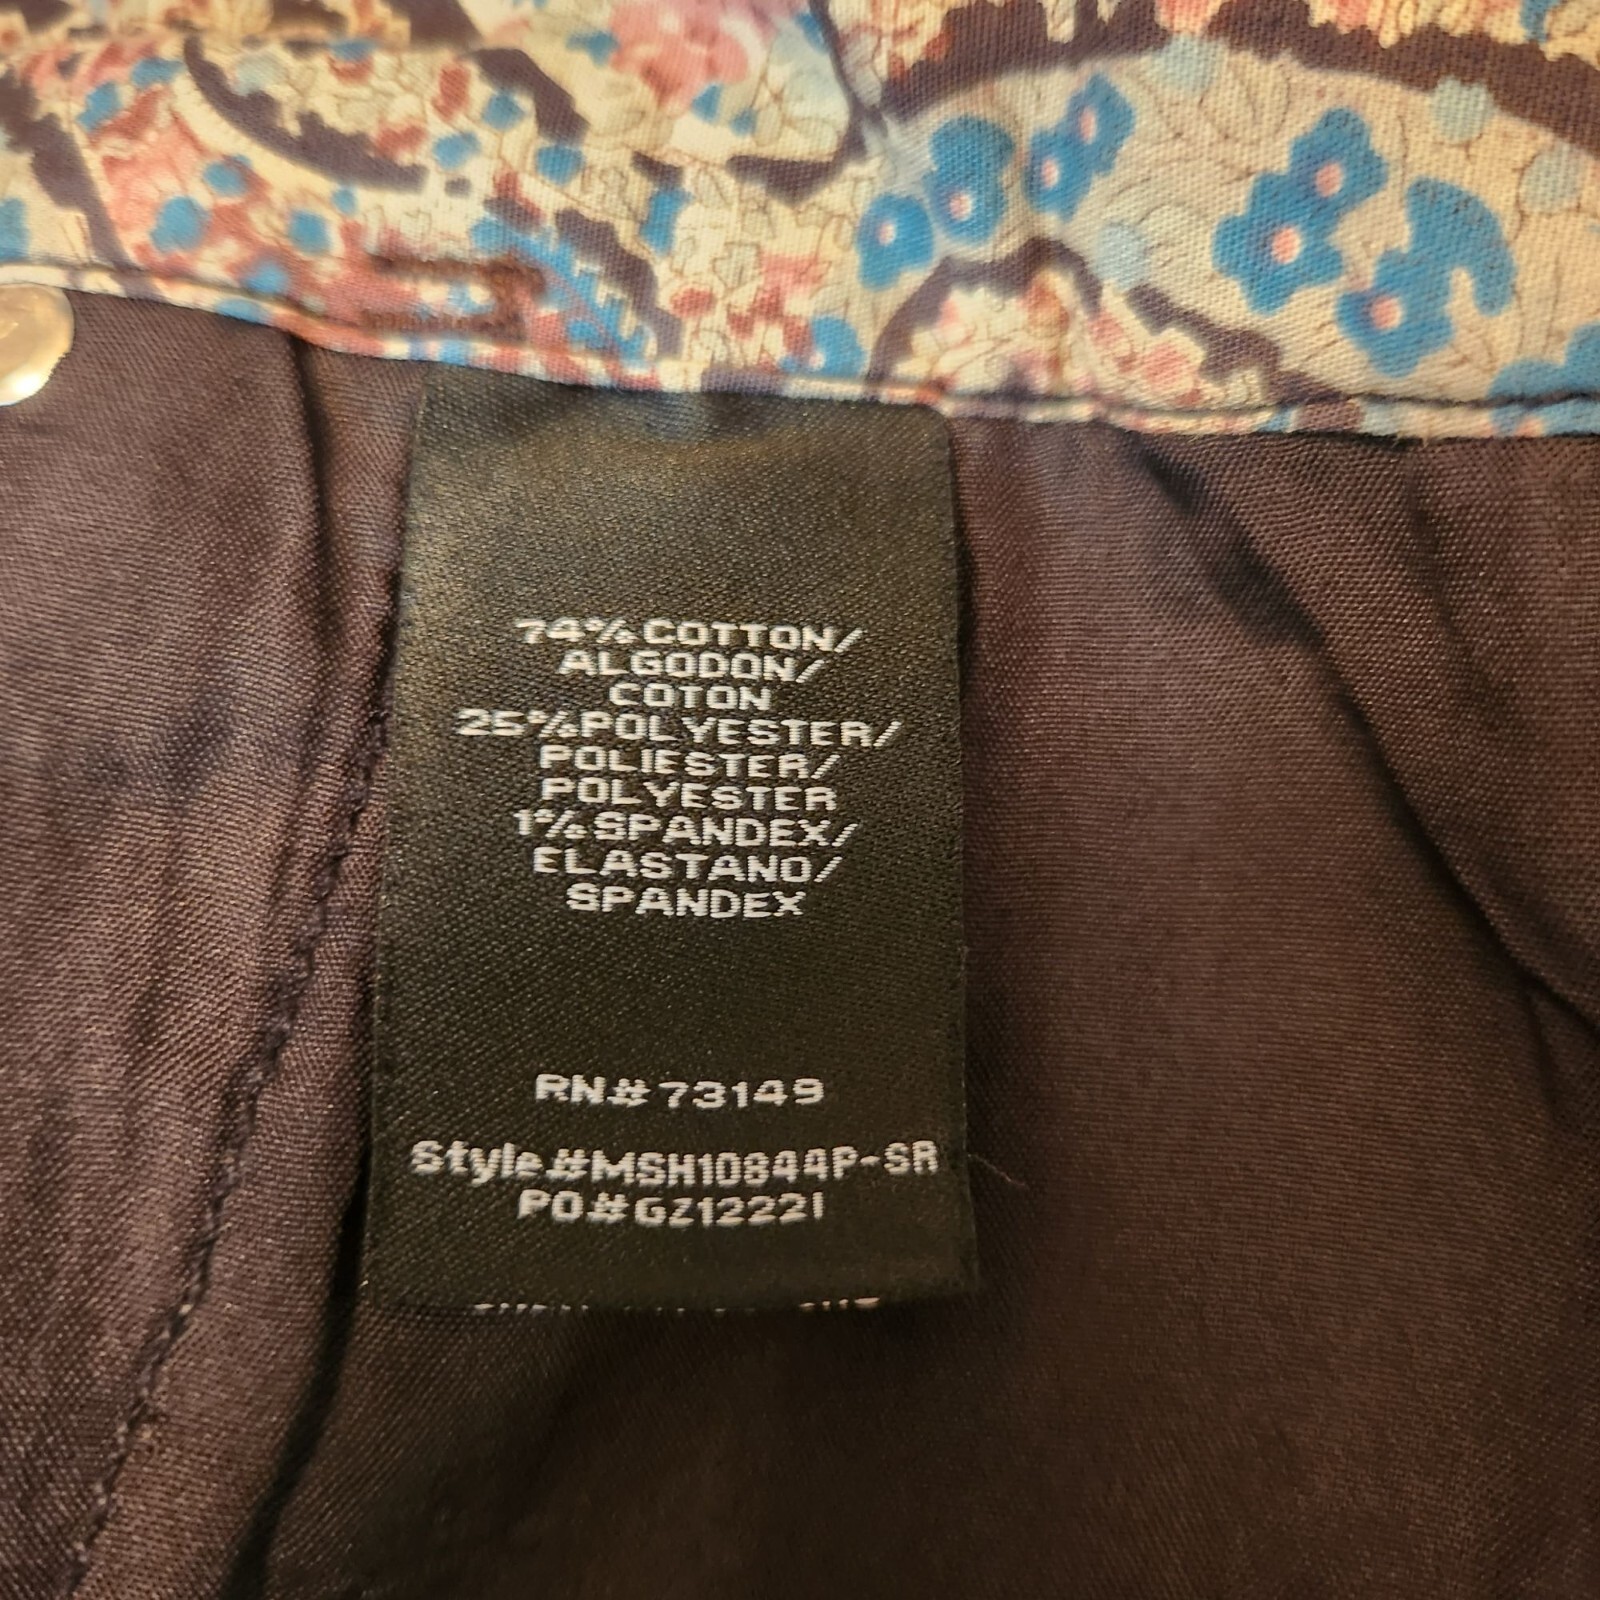 74% COTTON/
ALGODON/
COTON
25% POLYESTER/
POLIESTER/
POLYESTER
1% SPANDEX/
ELASTANO/
SPANDEX
RN# 73149
Style#MSH10844P-SR
PO#GZ12221